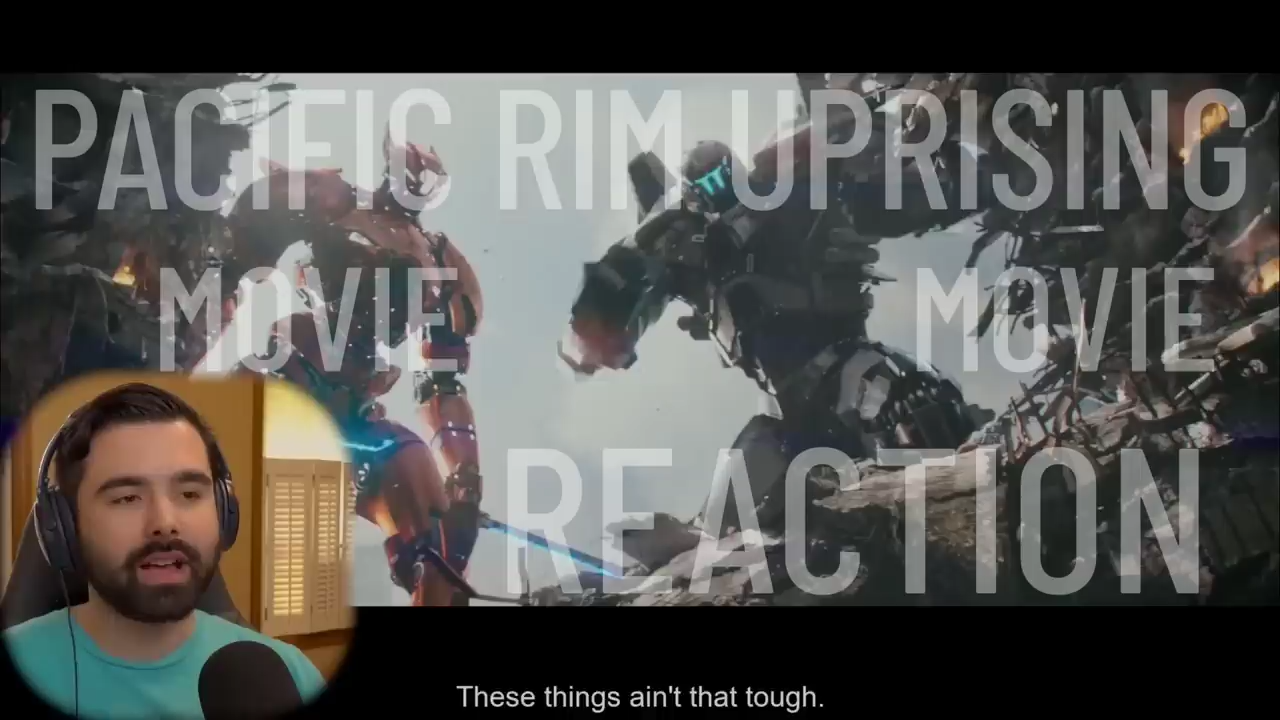 PACIFIC RIM UPRISING
MOVIE MOVIE
REACTION
These things ain't that tough.